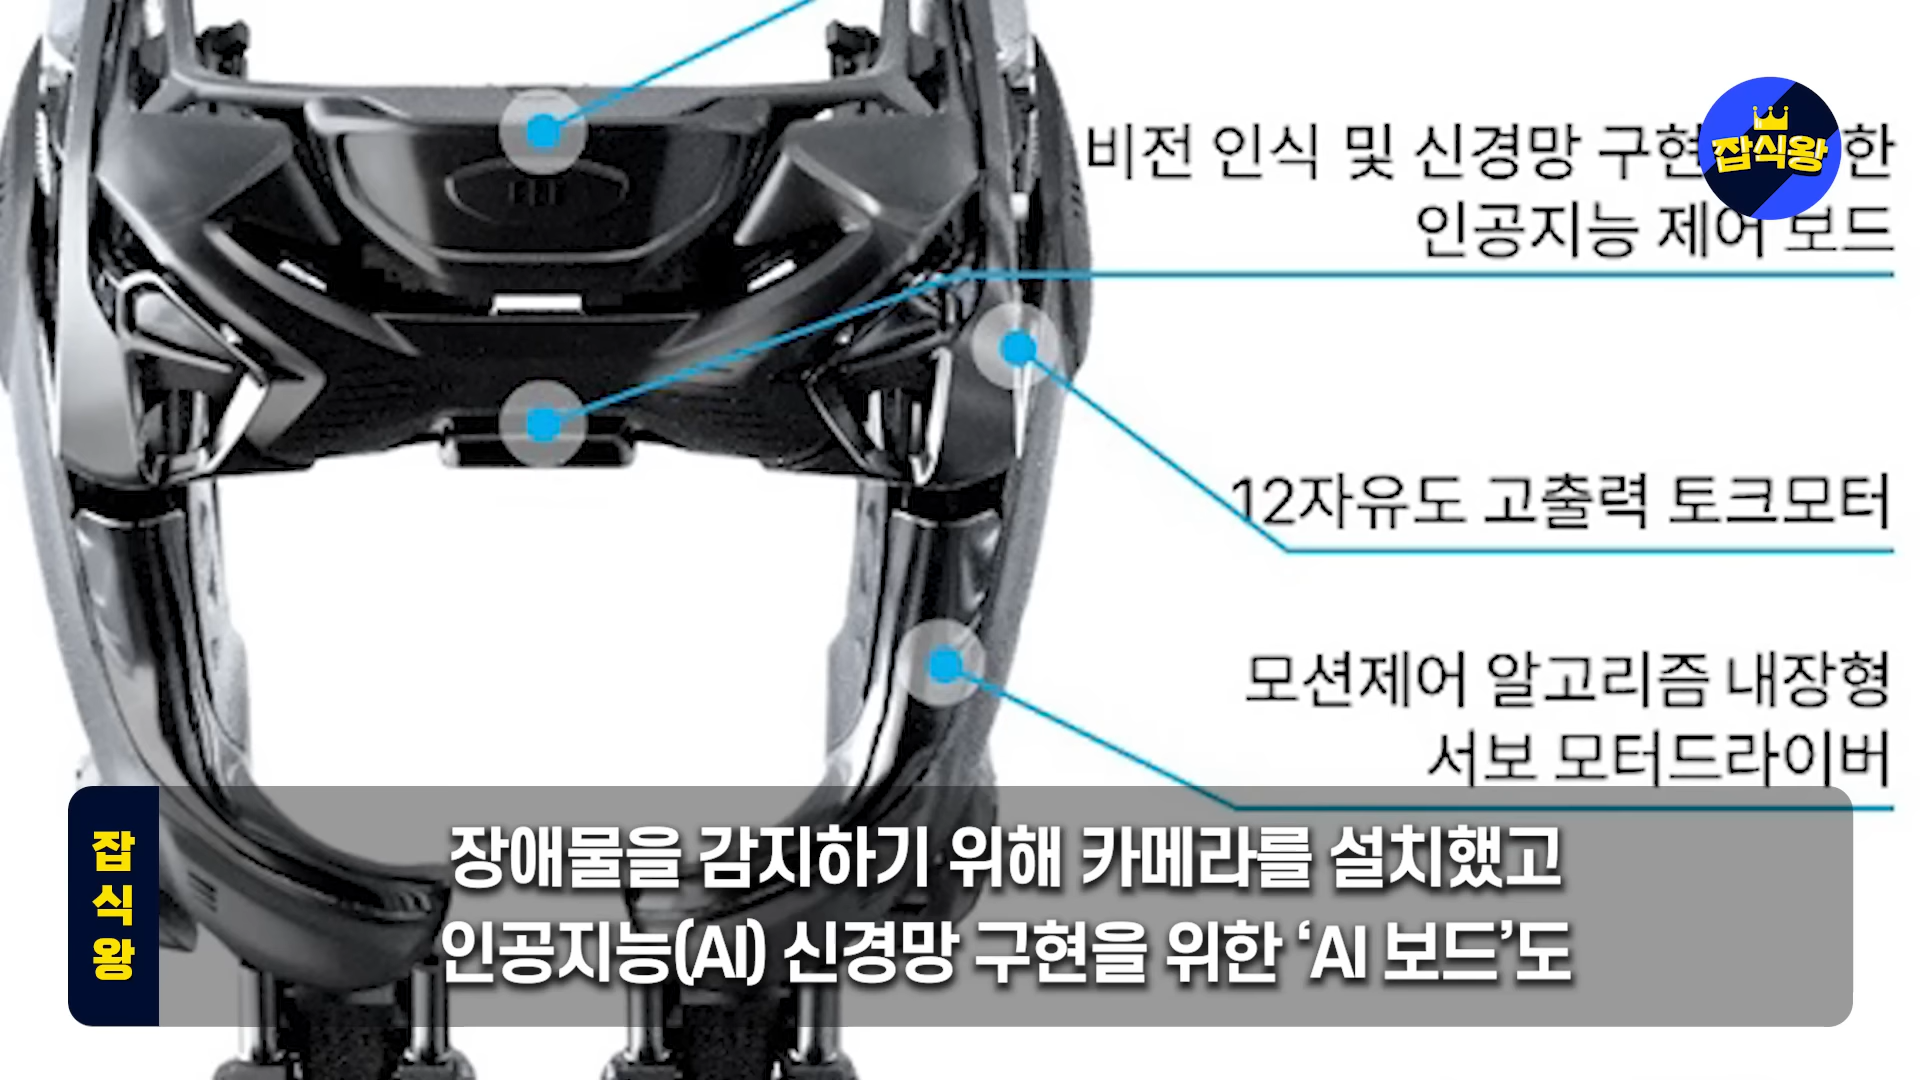 비전 인식 및 신경망 구현 한
잡식왕
인공지능 제어 보드
12자유도 고출력 토크모터
모션제어 알고리즘 내장형
서보 모터드라이버
잡식왕
장애물을 감지하기 위해 카메라를 설치했고
인공지능(AI) 신경망 구현을 위한 ‘AI 보드’도